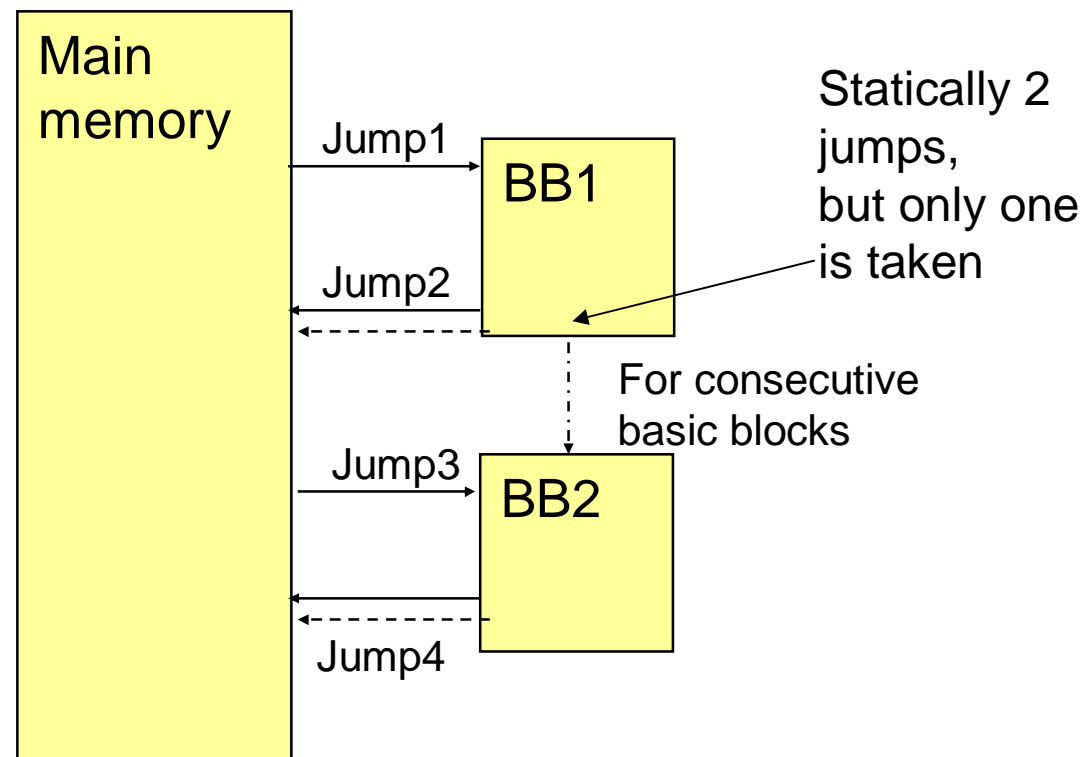 Main
memory
Jump1
BB1
Statically 2
jumps,
but only one
is taken
Jump2
For consecutive
basic blocks
Jump3
BB2
Jump4